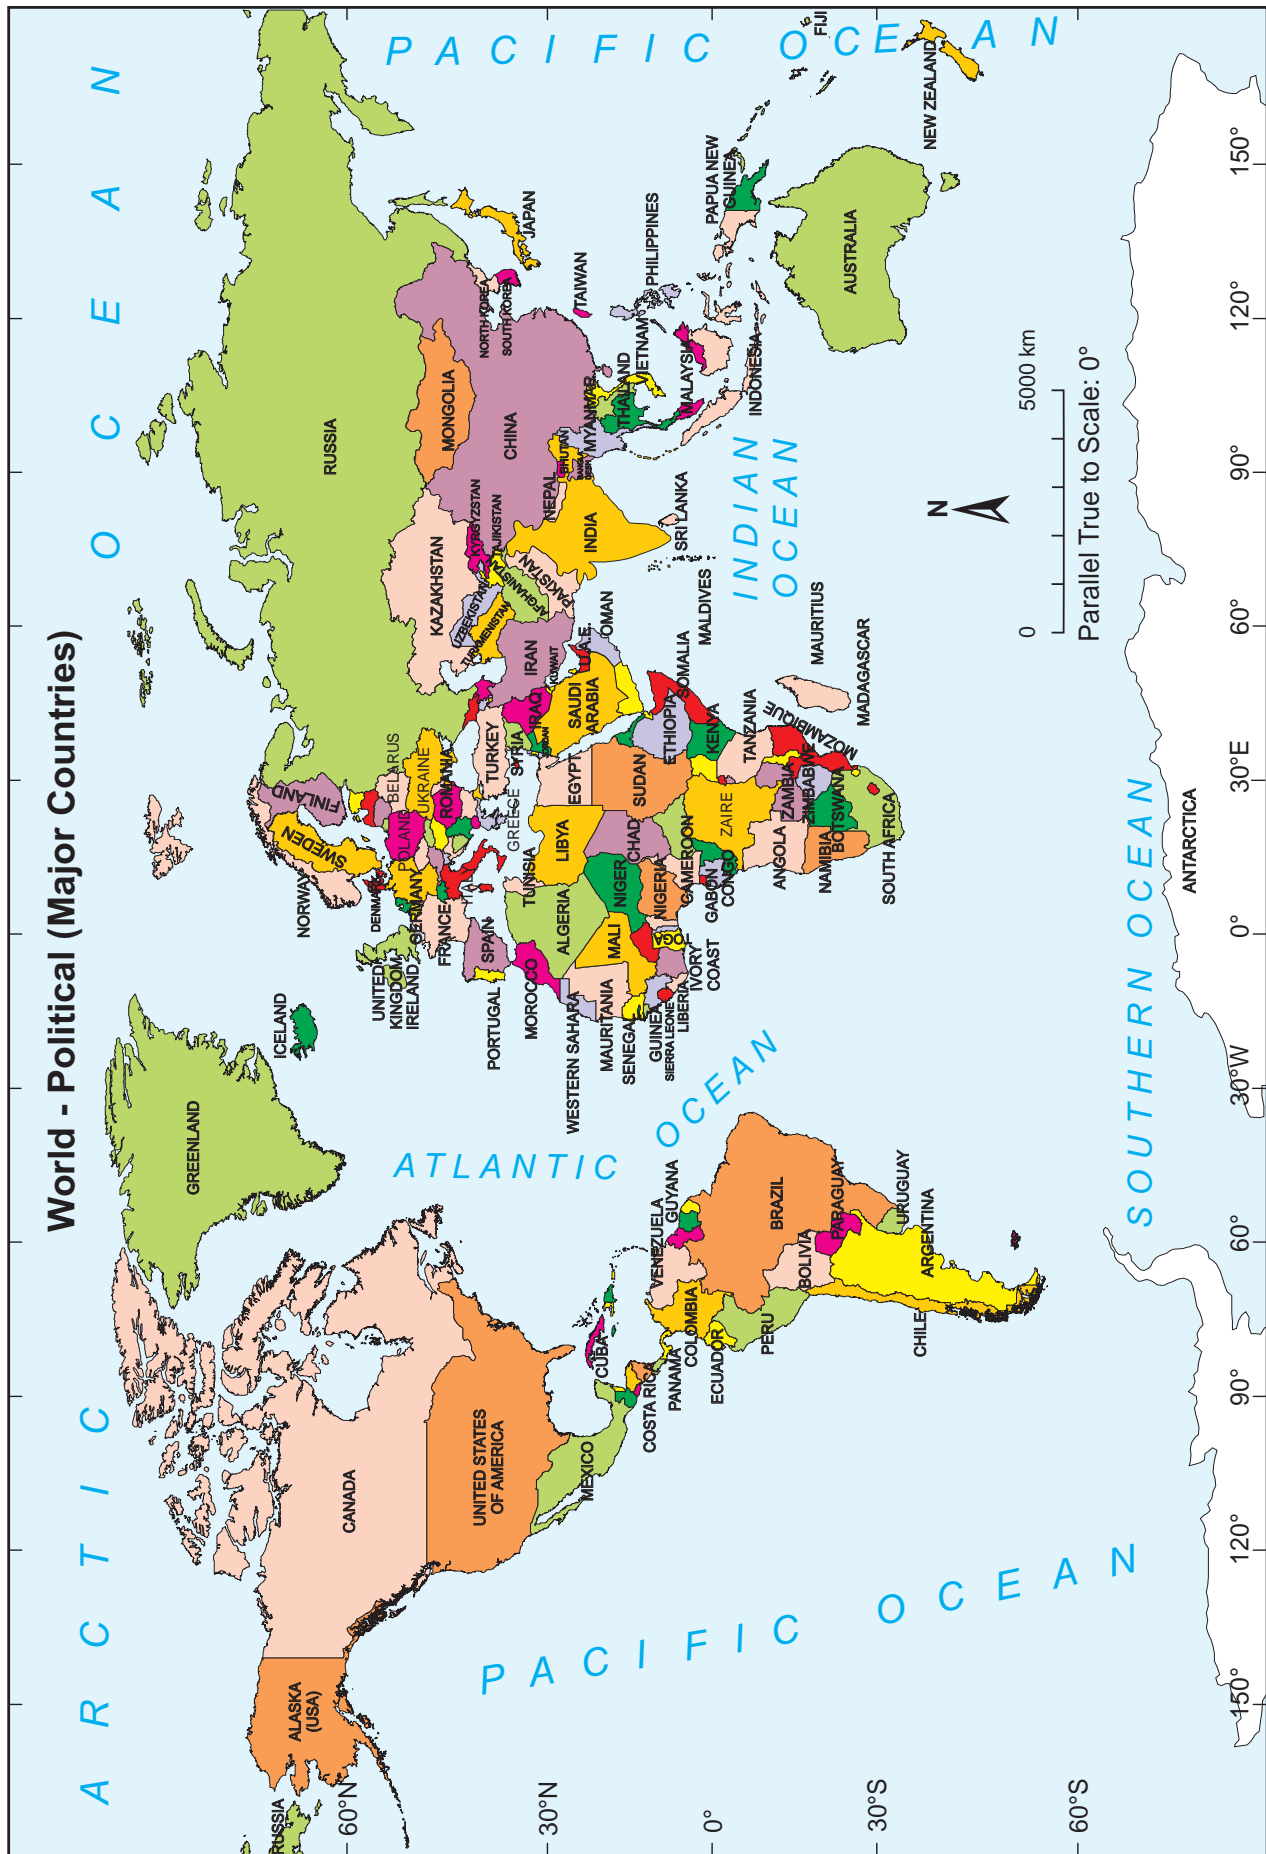 World - Political (Major Countries)
ARCTIC OCEAN
RUSSIA
ALASKA
(USA)
CANADA
GREENLAND
ICELAND
UNITED STATES
OF AMERICA
MEXICO
CUBA
COSTA RICA
PANAMA
VENEZUELA
GUYANA
COLOMBIA
ECUADOR
PERU
BRAZIL
BOLIVIA
PARAGUAY
URUGUAY
ARGENTINA
CHILE
ATLANTIC
OCEAN
PACIFIC OCEAN
NORWAY
SWEDEN
FINLAND
DENMARK
UNITED
KINGDOM
IRELAND
GERMANY
POLAND
BELARUS
UKRAINE
ROMANIA
FRANCE
SPAIN
PORTUGAL
ITALY
GREECE
TURKEY
SYRIA
IRAQ
IRAN
KUWAIT
SAUDI
ARABIA
U.A.E.
OMAN
RUSSIA
KAZAKHSTAN
UZBEKISTAN
TURKMENISTAN
KYRGYZSTAN
TAJIKISTAN
AFGHANISTAN
PAKISTAN
MONGOLIA
CHINA
NORTH KOREA
SOUTH KOREA
JAPAN
TAIWAN
NEPAL
BHUTAN
INDIA
SRI LANKA
MALDIVES
MYANMAR
THAILAND
VIETNAM
PHILIPPINES
MALAYSIA
INDONESIA
PAPUA NEW
GUINEA
AUSTRALIA
NEW ZEALAND
FIJI
PACIFIC OCEAN
INDIAN
OCEAN
MOROCCO
TUNISIA
ALGERIA
LIBYA
EGYPT
WESTERN SAHARA
MAURITANIA
MALI
NIGER
CHAD
SUDAN
SENEGAL
GUINEA
SIERRA LEONE
LIBERIA
IVORY
COAST
TOGA
NIGERIA
CAMEROON
GABON
CONGO
ZAIRE
ETHIOPIA
SOMALIA
KENYA
TANZANIA
ANGOLA
ZAMBIA
ZIMBABWE
MOZAMBIQUE
NAMIBIA
BOTSWANA
SOUTH AFRICA
MADAGASCAR
MAURITIUS
N
0
5000 km
Parallel True to Scale: 0°
SOUTHERN OCEAN
ANTARCTICA
60°N
30°N
0°
30°S
60°S
150°
120°
90°
60°
30°W
0°
30°E
60°
90°
120°
150°